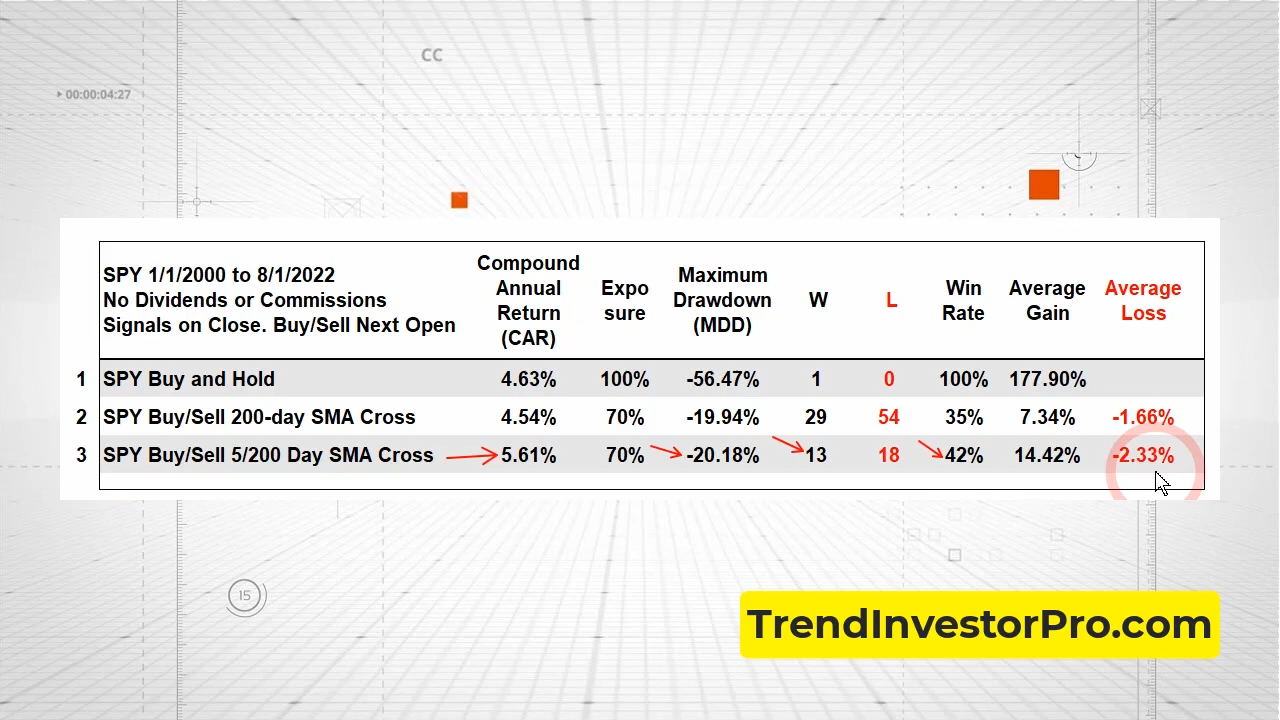 CC
00:00:04:27
SPY 1/1/2000 to 8/1/2022
No Dividends or Commissions
Signals on Close. Buy/Sell Next Open
Compound
Annual
Return
(CAR)
Expo
sure
Maximum
Drawdown
(MDD)
W
L
Win
Rate
Average
Gain
Average
Loss
1 SPY Buy and Hold 4.63% 100% -56.47% 1 0 100% 177.90%
2 SPY Buy/Sell 200-day SMA Cross 4.54% 70% -19.94% 29 54 35% 7.34% -1.66%
3 SPY Buy/Sell 5/200 Day SMA Cross 5.61% 70% -20.18% 13 18 42% 14.42% -2.33%
15
TrendInvestorPro.com